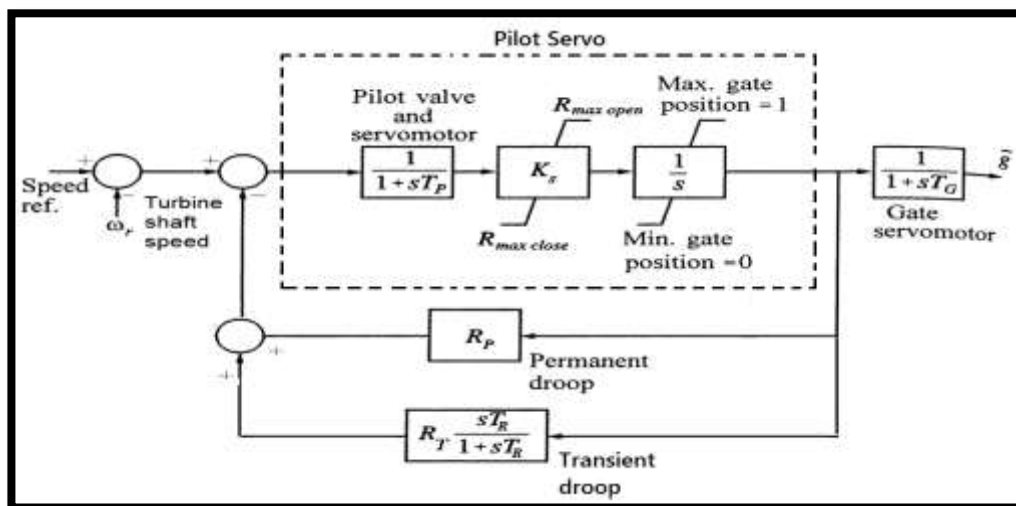 Pilot Servo
Pilot valve
and
servomotor
R_{max open}
Max. gate
position = 1
+
−
+
−
1
1 + sT_P
K_s
1
s
1
1 + sT_G
g̃
Speed
ref.
ω_r
Turbine
shaft
speed
R_{max close}
Min. gate
position =0
Gate
servomotor
+
+
R_P
Permanent
droop
R_T sT_R
1 + sT_R
Transient
droop